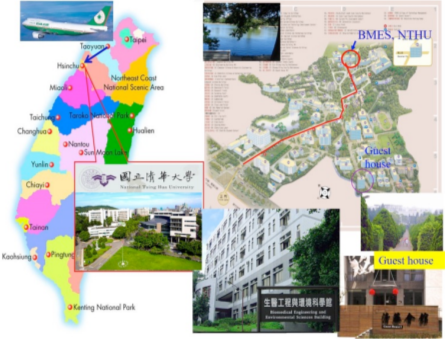 Taipei
Taoyuan
Hsinchu
Northeast Coast
National Scenic Area
Miaoli
Taichung
Taroko National Park
Changhua
Hualien
Nantou
Sun Moon Lake
Yunlin
Chiayi
Tainan
Kaohsiung
Pingtung
Kenting National Park
國立清華大學
National Tsing Hua University
BMES, NTHU
Guest
house
生醫工程與環境科學館
Biomedical Engineering and
Environmental Sciences Building
Guest house
清華會館